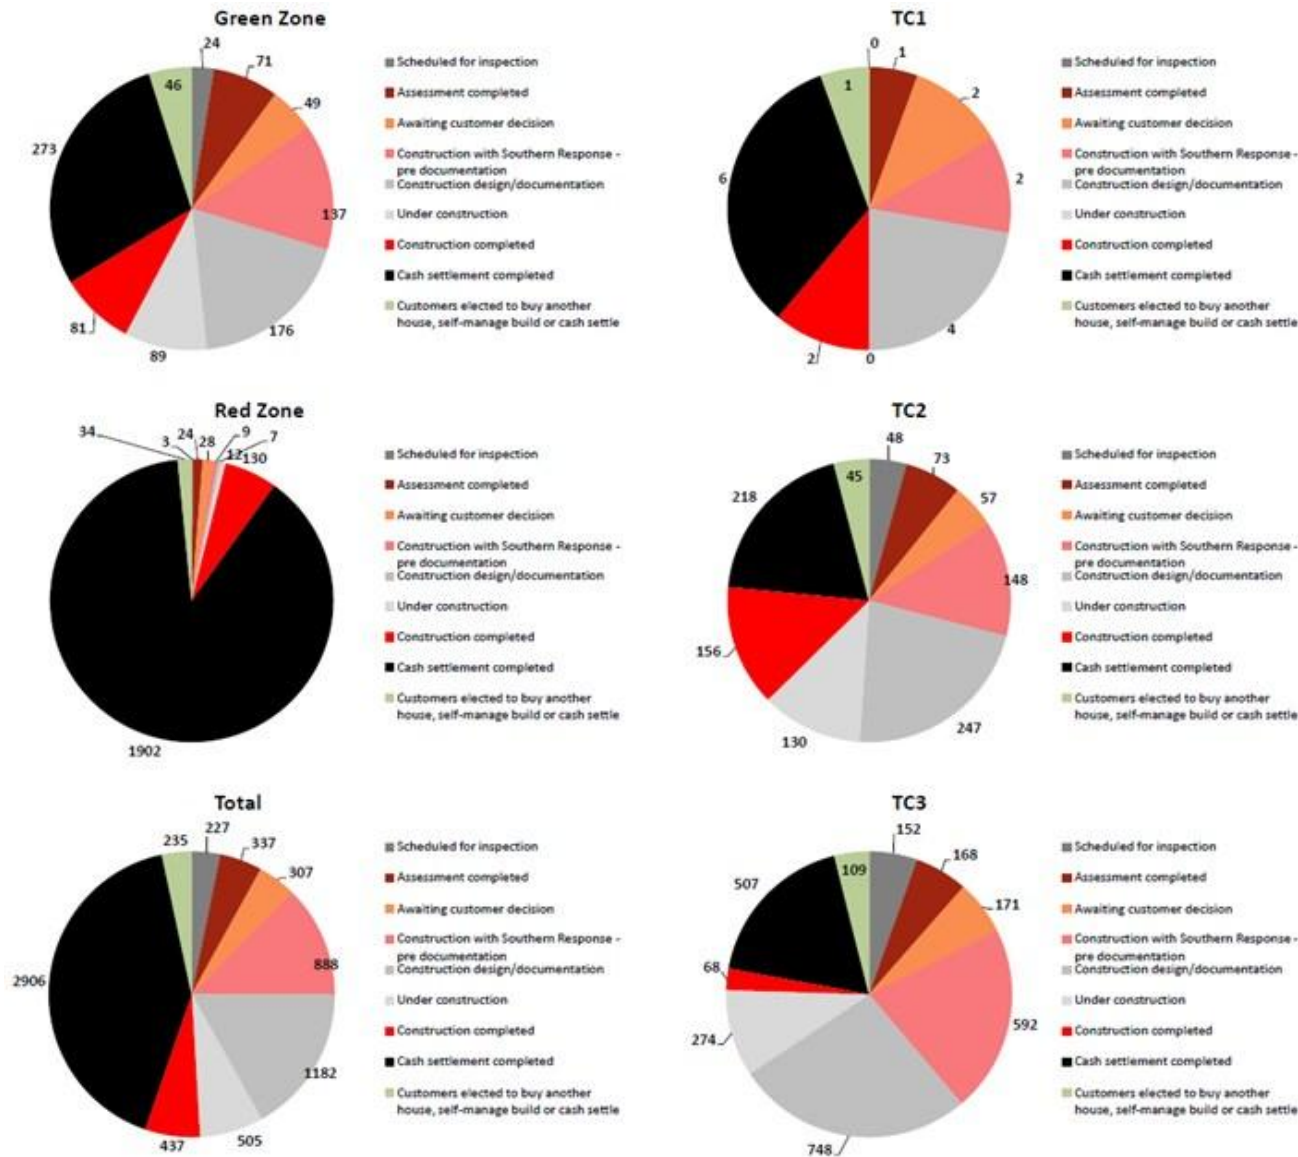 Green Zone
24
71
49
137
176
89
81
273
46
Scheduled for inspection
Assessment completed
Awaiting customer decision
Construction with Southern Response -
pre documentation
Construction design/documentation
Under construction
Construction completed
Cash settlement completed
Customers elected to buy another
house, self-manage build or cash settle
TC1
0
1
2
2
4
0
2
6
1
Scheduled for inspection
Assessment completed
Awaiting customer decision
Construction with Southern Response -
pre documentation
Construction design/documentation
Under construction
Construction completed
Cash settlement completed
Customers elected to buy another
house, self-manage build or cash settle
Red Zone
34
3
24
28
9
12
7
130
1902
Scheduled for inspection
Assessment completed
Awaiting customer decision
Construction with Southern Response -
pre documentation
Construction design/documentation
Under construction
Construction completed
Cash settlement completed
Customers elected to buy another
house, self-manage build or cash settle
TC2
48
73
57
148
247
130
156
218
45
Scheduled for inspection
Assessment completed
Awaiting customer decision
Construction with Southern Response -
pre documentation
Construction design/documentation
Under construction
Construction completed
Cash settlement completed
Customers elected to buy another
house, self-manage build or cash settle
Total
227
337
307
888
1182
505
437
2906
235
Scheduled for inspection
Assessment completed
Awaiting customer decision
Construction with Southern Response -
pre documentation
Construction design/documentation
Under construction
Construction completed
Cash settlement completed
Customers elected to buy another
house, self-manage build or cash settle
TC3
152
168
171
592
748
274
68
507
109
Scheduled for inspection
Assessment completed
Awaiting customer decision
Construction with Southern Response -
pre documentation
Construction design/documentation
Under construction
Construction completed
Cash settlement completed
Customers elected to buy another
house, self-manage build or cash settle